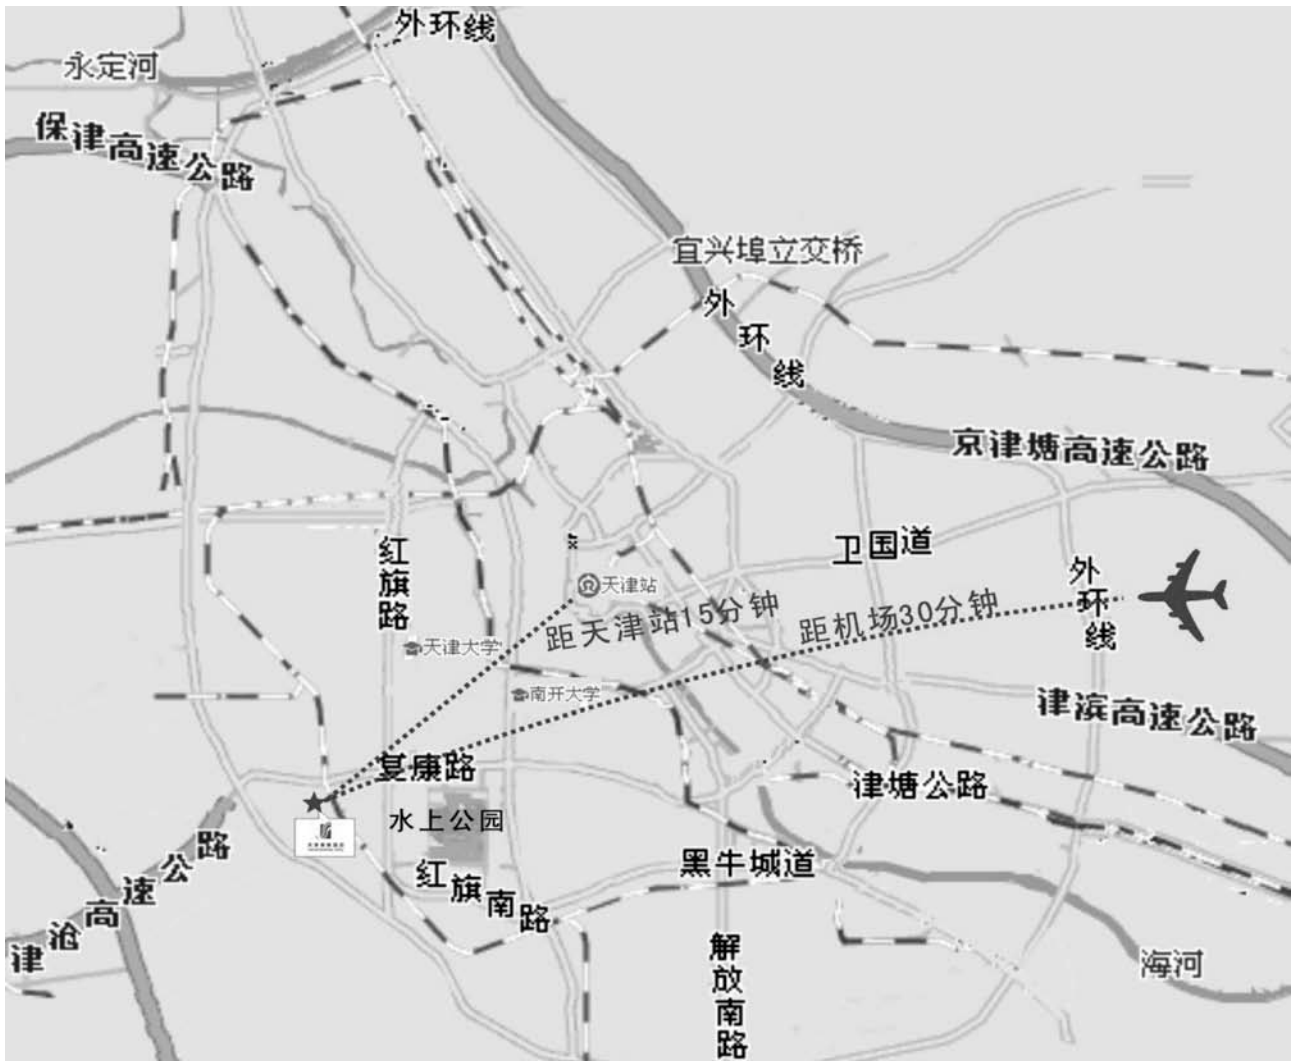 外环线
永定河
保津高速公路
宜兴埠立交桥
外环线
京津塘高速公路
卫国道
红旗路
外环线
天津站
距天津站15分钟
距机场30分钟
天津大学
南开大学
津滨高速公路
复康路
津塘公路
水上公园
黑牛城道
红旗南路
津沧高速公路
解放南路
海河